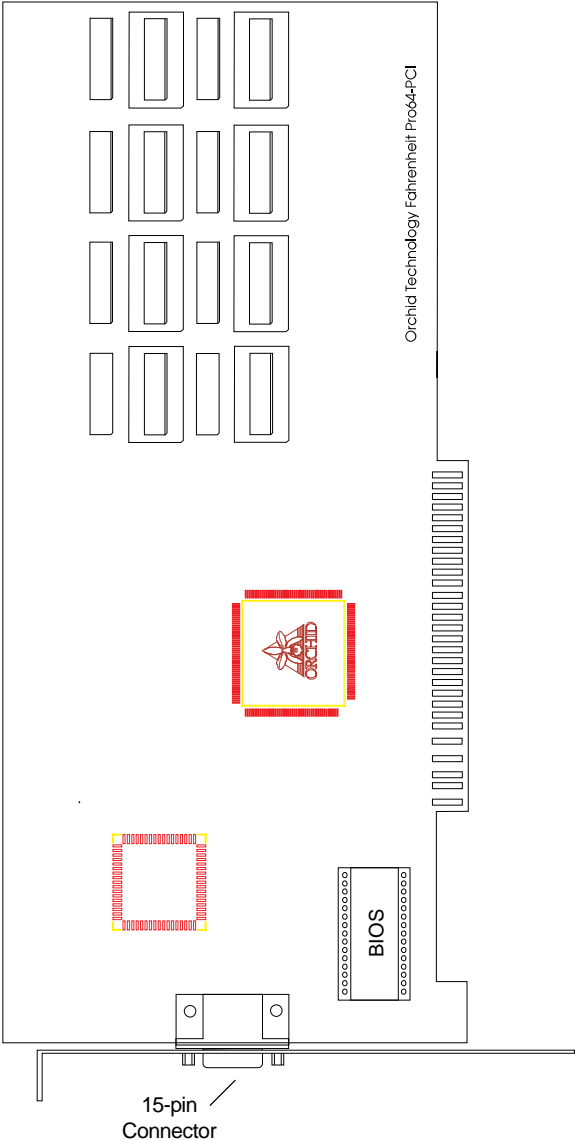 Orchid Technology Fahrenheit Pro64-PCI
ORCHID
BIOS
15-pin
Connector